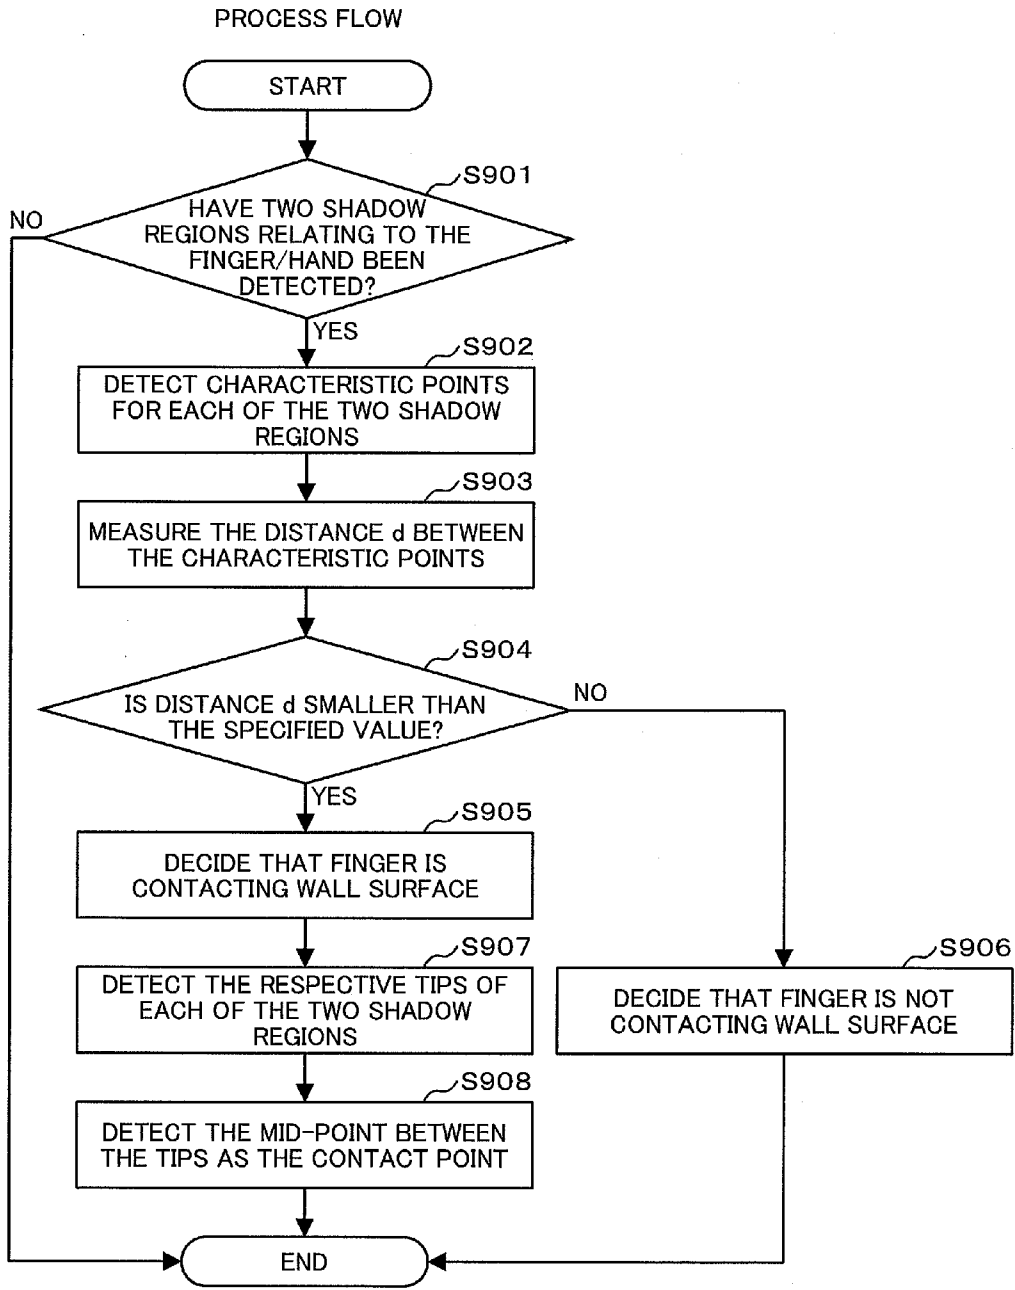 PROCESS FLOW
START
S901
NO
HAVE TWO SHADOW
REGIONS RELATING TO THE
FINGER/HAND BEEN
DETECTED?
YES
S902
DETECT CHARACTERISTIC POINTS
FOR EACH OF THE TWO SHADOW
REGIONS
S903
MEASURE THE DISTANCE d BETWEEN
THE CHARACTERISTIC POINTS
S904
IS DISTANCE d SMALLER THAN
THE SPECIFIED VALUE?
NO
YES
S905
DECIDE THAT FINGER IS
CONTACTING WALL SURFACE
S907
DETECT THE RESPECTIVE TIPS OF
EACH OF THE TWO SHADOW
REGIONS
S906
DECIDE THAT FINGER IS NOT
CONTACTING WALL SURFACE
S908
DETECT THE MID-POINT BETWEEN
THE TIPS AS THE CONTACT POINT
END